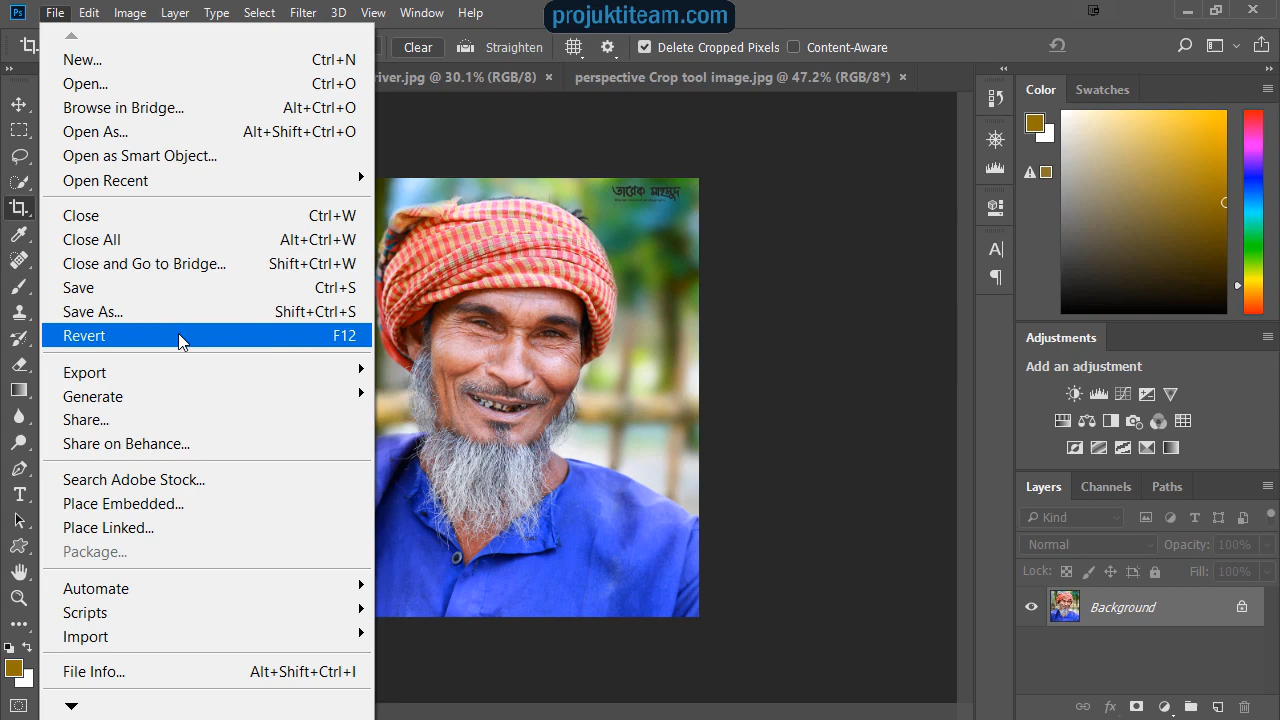 Ps File Edit Image Layer Type Select Filter 3D View Window Help
projuktiteam.com
Clear Straighten Delete Cropped Pixels Content-Aware
river.jpg @ 30.1% (RGB/8) × perspective Crop tool image.jpg @ 47.2% (RGB/8*) ×
New... Ctrl+N
Open... Ctrl+O
Browse in Bridge... Alt+Ctrl+O
Open As... Alt+Shift+Ctrl+O
Open as Smart Object...
Open Recent
Close Ctrl+W
Close All Alt+Ctrl+W
Close and Go to Bridge... Shift+Ctrl+W
Save Ctrl+S
Save As... Shift+Ctrl+S
Revert F12
Export
Generate
Share...
Share on Behance...
Search Adobe Stock...
Place Embedded...
Place Linked...
Package...
Automate
Scripts
Import
File Info... Alt+Shift+Ctrl+I
তারেক মাহমুদ
Color Swatches
Adjustments
Add an adjustment
Layers Channels Paths
Kind
Normal Opacity: 100%
Lock: Fill: 100%
Background